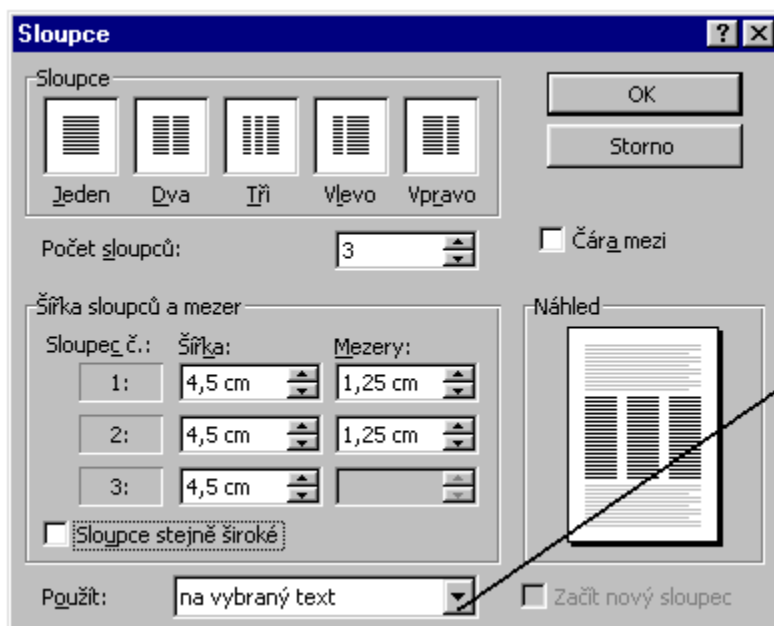 Sloupce
Sloupce
Jeden Dva Tři Vlevo Vpravo
OK
Storno
Počet sloupců: 3
Čára mezi
Šířka sloupců a mezer
Sloupec č.: Šířka: Mezery:
1: 4,5 cm 1,25 cm
2: 4,5 cm 1,25 cm
3: 4,5 cm
Sloupce stejně široké
Náhled
Použít: na vybraný text
Začít nový sloupec